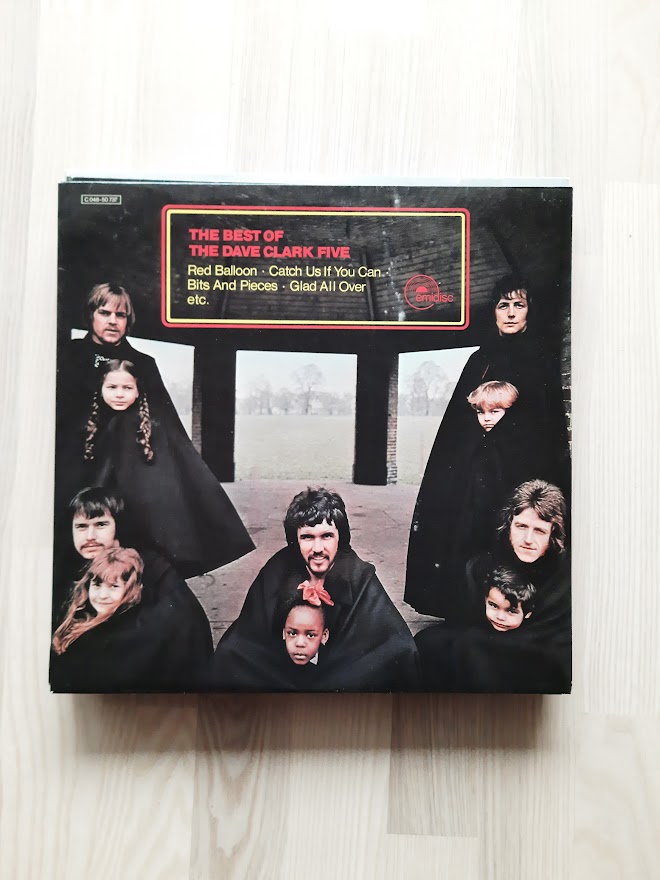 C 048-50 737
THE BEST OF
THE DAVE CLARK FIVE
Red Balloon · Catch Us If You Can ·
Bits And Pieces · Glad All Over
etc.
emidisc